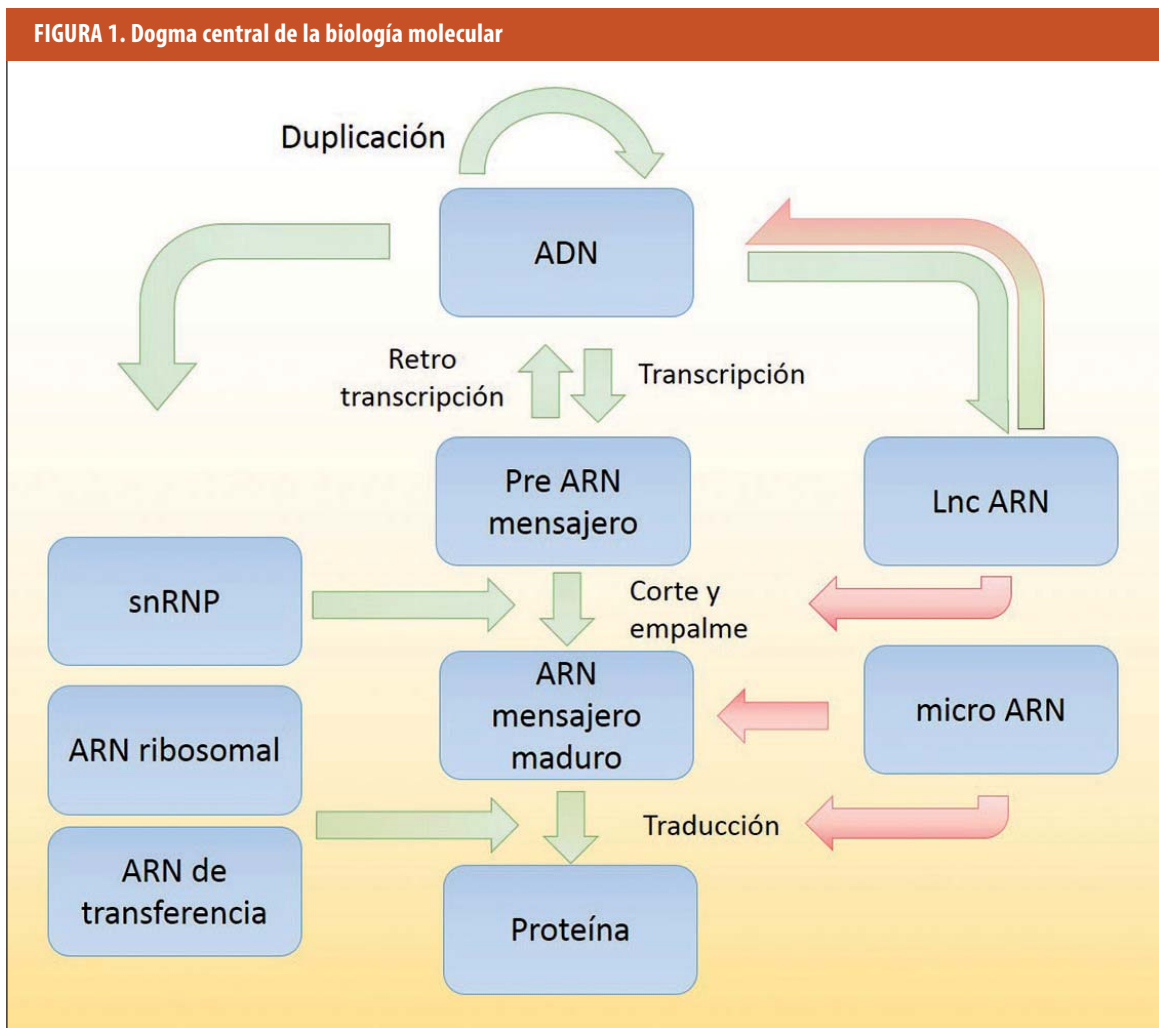 FIGURA 1. Dogma central de la biología molecular
Duplicación
ADN
Retro
transcripción
Transcripción
Pre ARN
mensajero
Lnc ARN
snRNP
Corte y
empalme
ARN
mensajero
maduro
micro ARN
ARN ribosomal
Traducción
ARN de
transferencia
Proteína